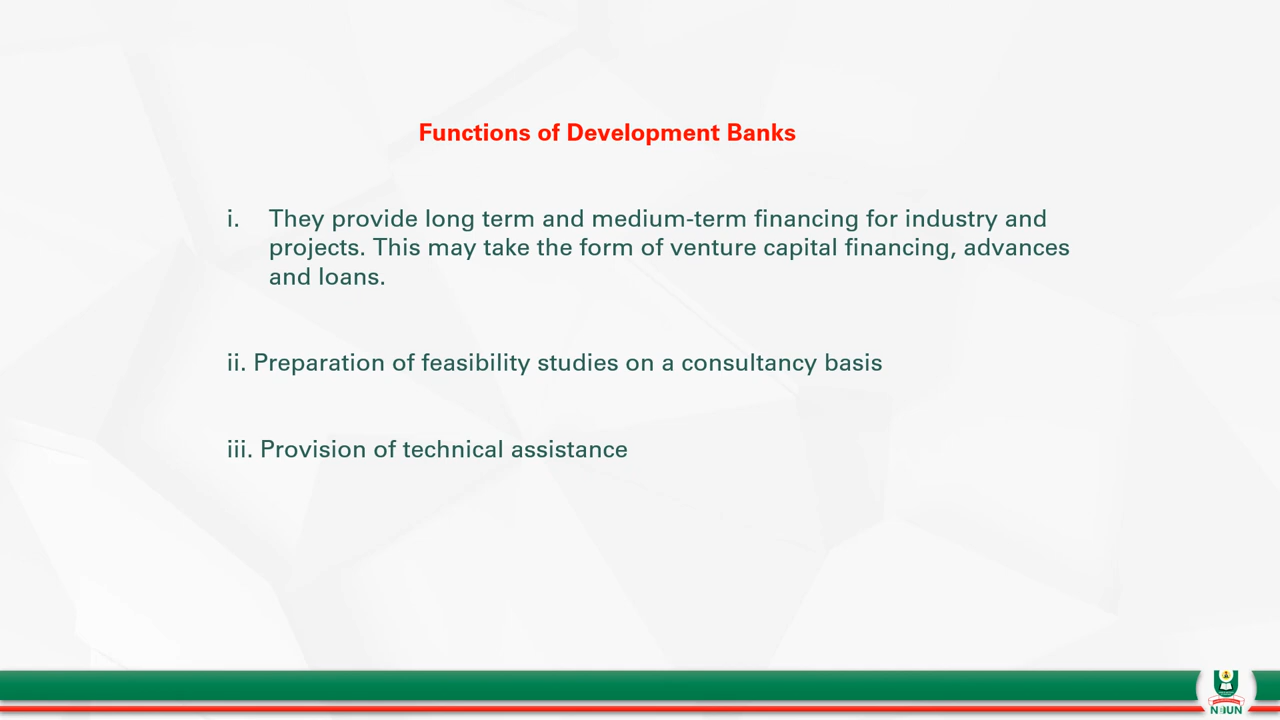 Functions of Development Banks
i. They provide long term and medium-term financing for industry and
projects. This may take the form of venture capital financing, advances
and loans.
ii. Preparation of feasibility studies on a consultancy basis
iii. Provision of technical assistance
NOUN